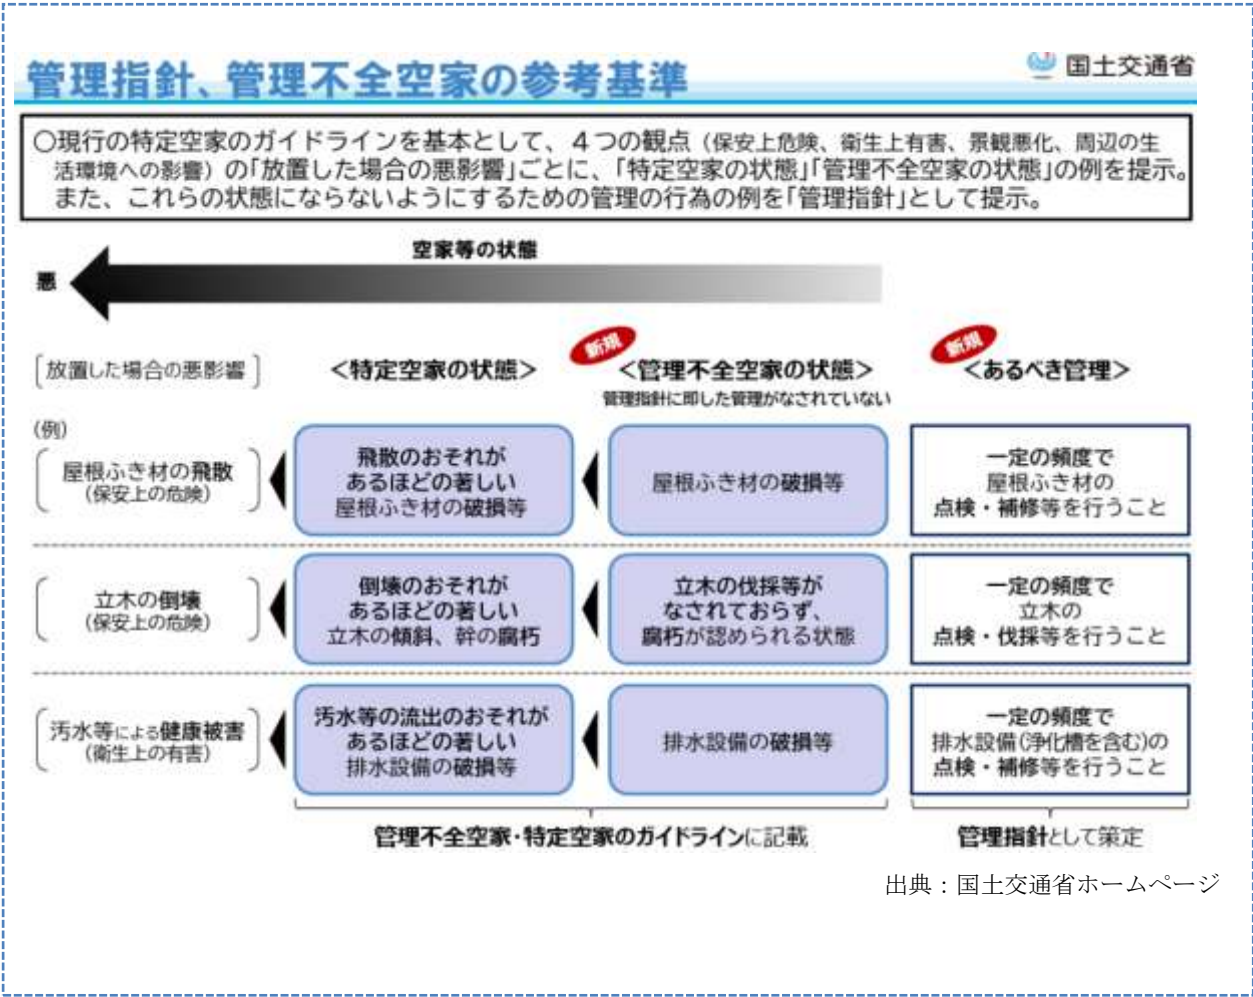 管理指針、管理不全空家の参考基準
国土交通省
○現行の特定空家のガイドラインを基本として、４つの観点（保安上危険、衛生上有害、景観悪化、周辺の生
活環境への影響）の「放置した場合の悪影響」ごとに、「特定空家の状態」「管理不全空家の状態」の例を提示。
また、これらの状態にならないようにするための管理の行為の例を「管理指針」として提示。
空家等の状態
悪
新規
新規
放置した場合の悪影響
＜特定空家の状態＞
＜管理不全空家の状態＞
＜あるべき管理＞
管理指針に即した管理がなされていない
(例)
屋根ふき材の飛散
(保安上の危険)
飛散のおそれが
あるほどの著しい
屋根ふき材の破損等
屋根ふき材の破損等
一定の頻度で
屋根ふき材の
点検・補修等を行うこと
立木の倒壊
(保安上の危険)
倒壊のおそれが
あるほどの著しい
立木の傾斜、幹の腐朽
立木の伐採等が
なされておらず、
腐朽が認められる状態
一定の頻度で
立木の
点検・伐採等を行うこと
汚水等による健康被害
(衛生上の有害)
汚水等の流出のおそれが
あるほどの著しい
排水設備の破損等
排水設備の破損等
一定の頻度で
排水設備(浄化槽を含む)の
点検・補修等を行うこと
管理不全空家・特定空家のガイドラインに記載
管理指針として策定
出典：国土交通省ホームページ